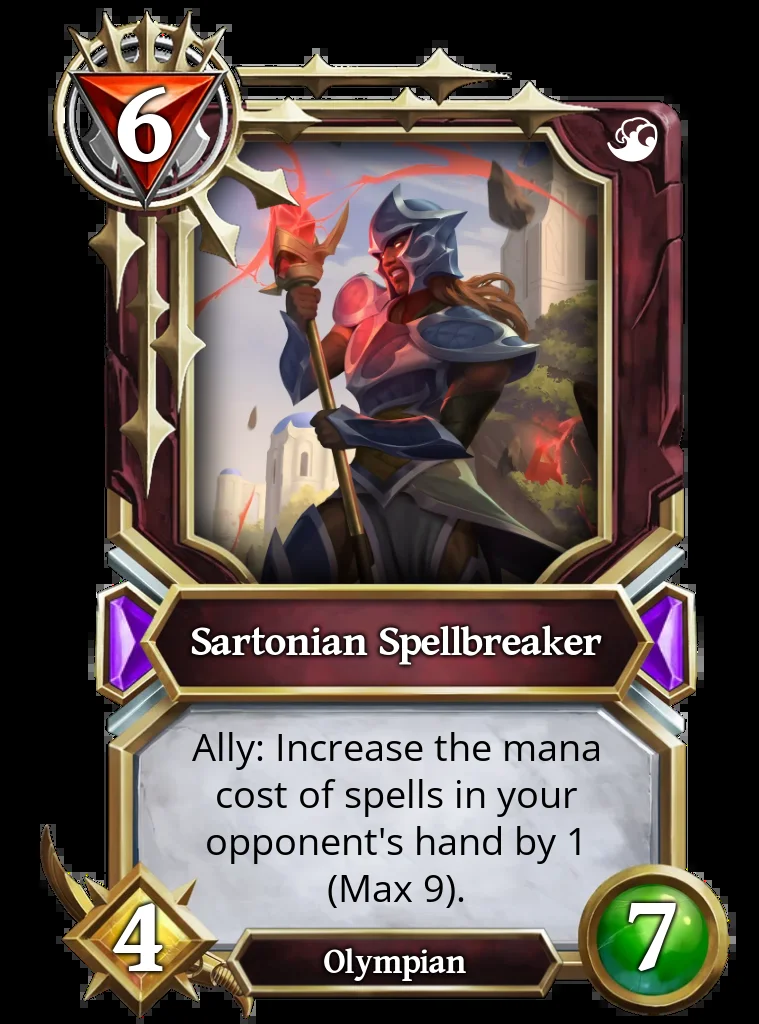 6
Sartonian Spellbreaker
Ally: Increase the mana
cost of spells in your
opponent's hand by 1
(Max 9).
4
Olympian
7